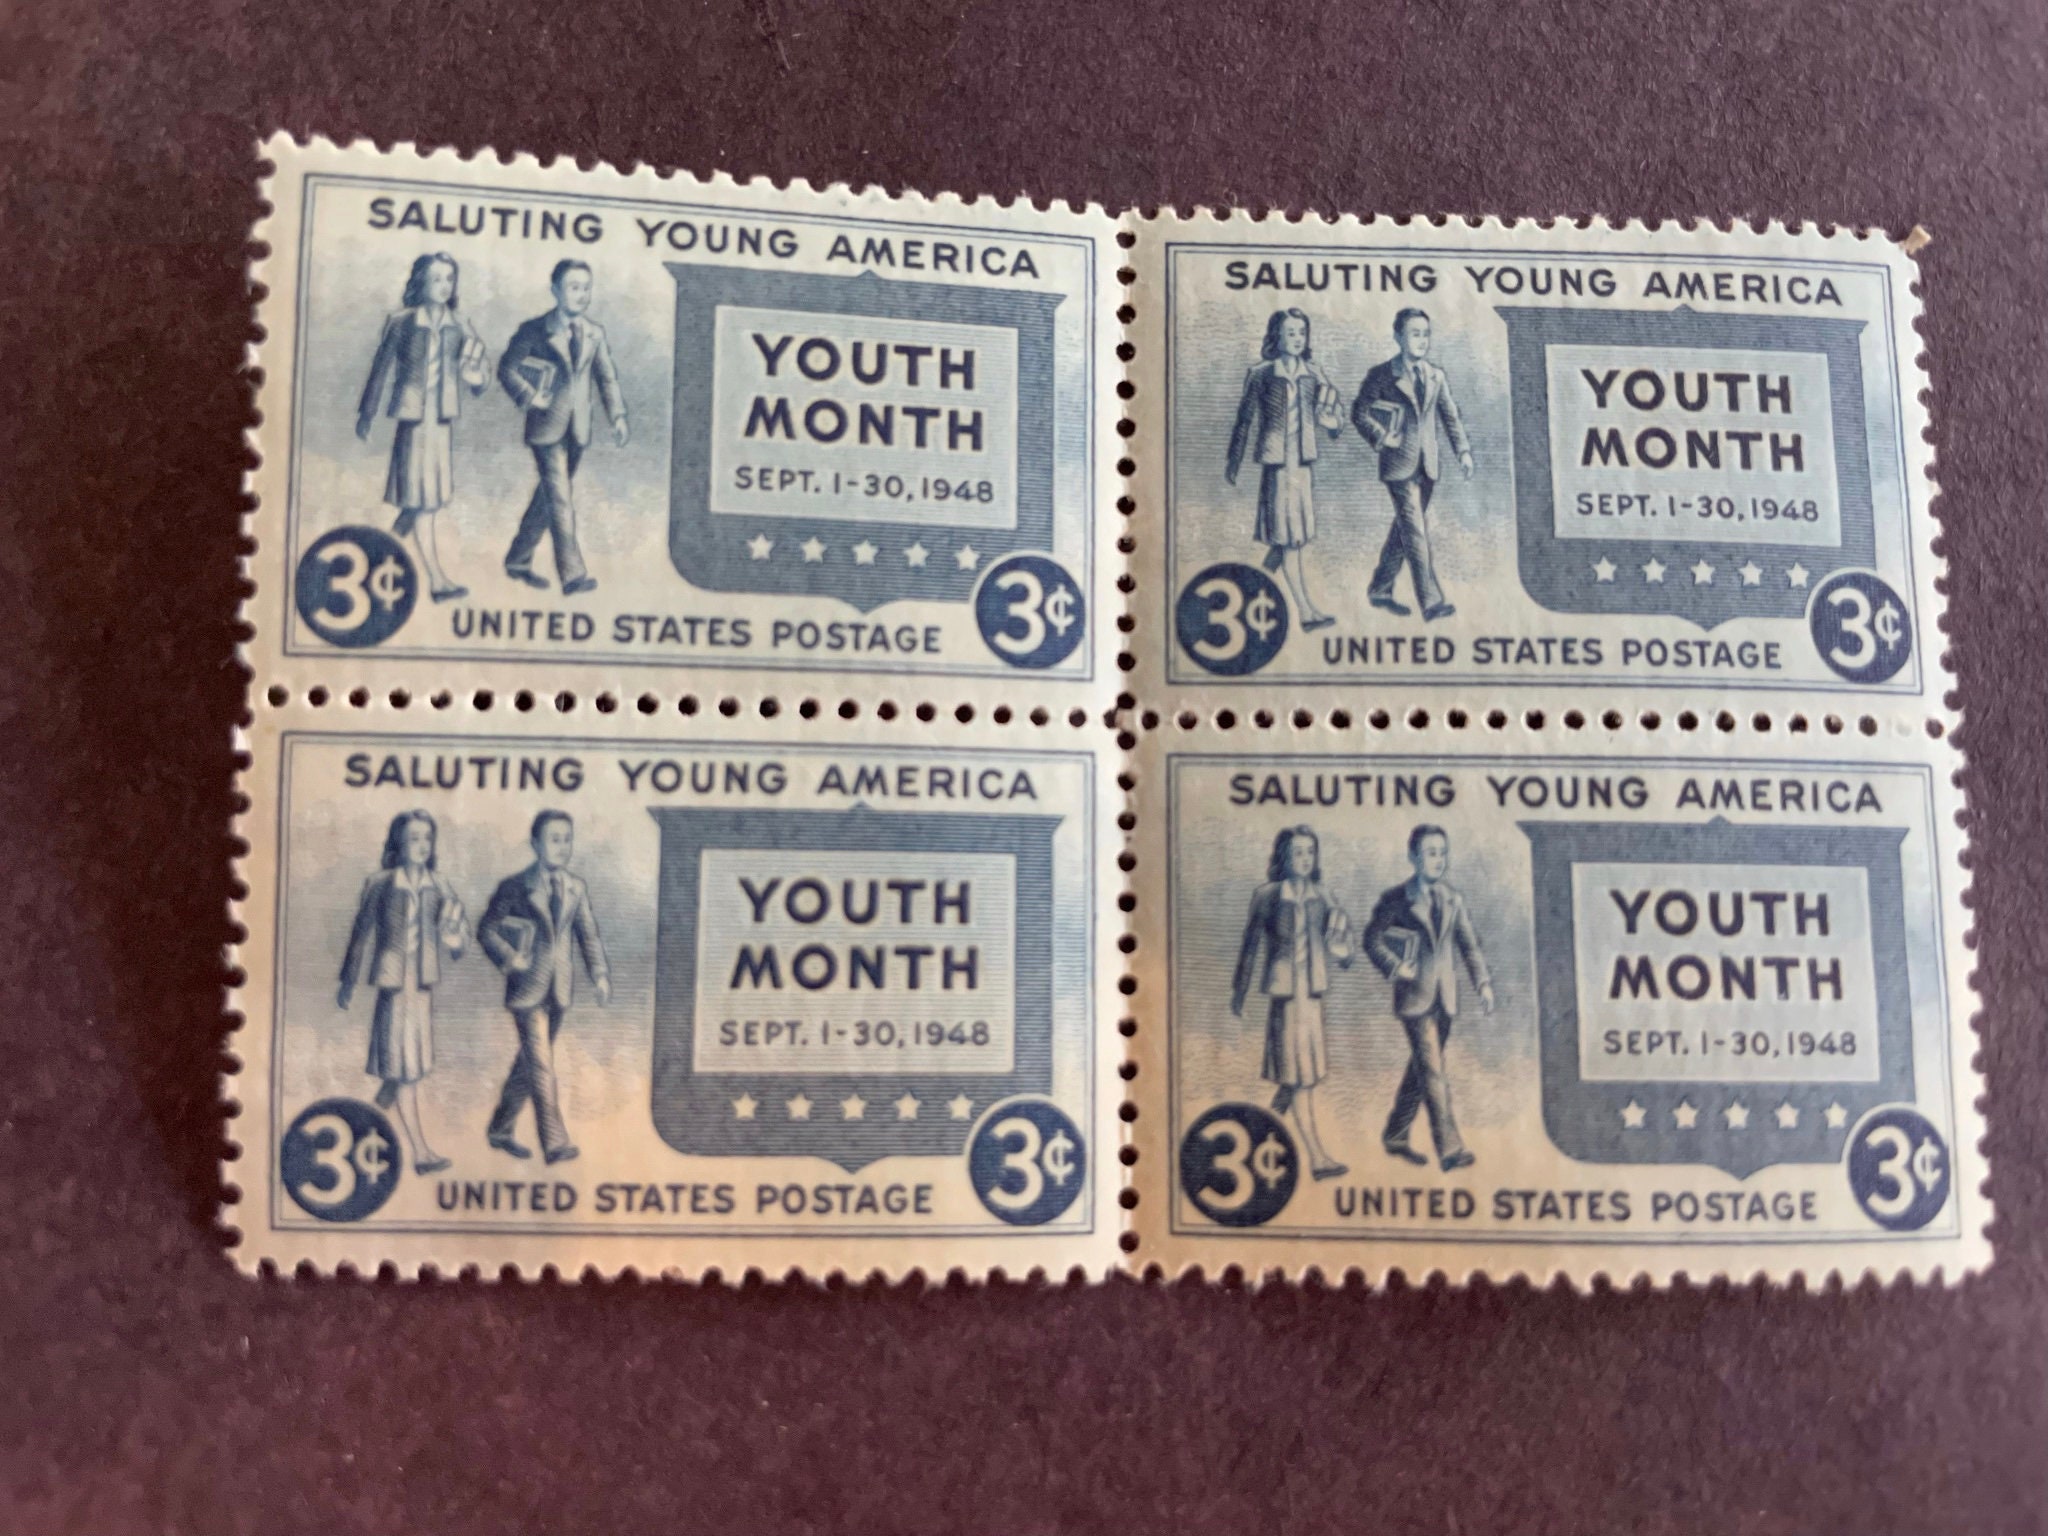 SALUTING YOUNG AMERICA
YOUTH
MONTH
SEPT. 1-30, 1948
3¢
3¢
UNITED STATES POSTAGE
SALUTING YOUNG AMERICA
YOUTH
MONTH
SEPT. 1-30, 1948
3¢
3¢
UNITED STATES POSTAGE
SALUTING YOUNG AMERICA
YOUTH
MONTH
SEPT. 1-30, 1948
3¢
3¢
UNITED STATES POSTAGE
SALUTING YOUNG AMERICA
YOUTH
MONTH
SEPT. 1-30, 1948
3¢
3¢
UNITED STATES POSTAGE